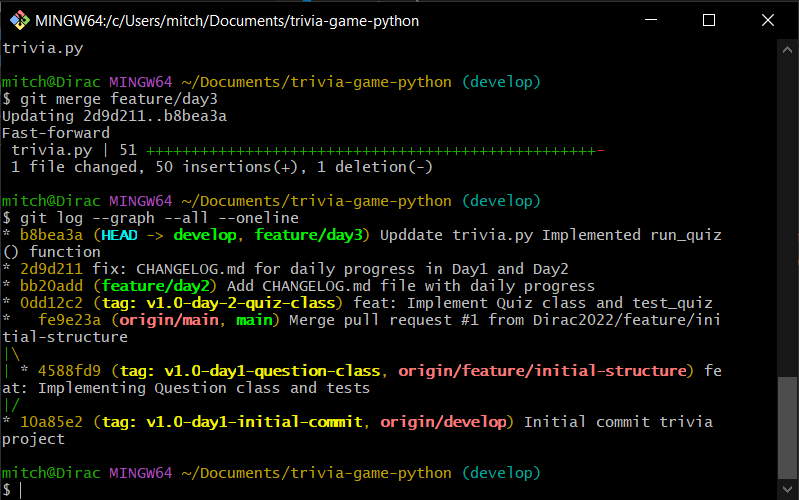 MINGW64:/c/Users/mitch/Documents/trivia-game-python
trivia.py
mitch@Dirac MINGW64 ~/Documents/trivia-game-python (develop)
$ git merge feature/day3
Updating 2d9d211..b8bea3a
Fast-forward
 trivia.py | 51 ++++++++++++++++++++++++++++++++++++++++++++++++++-
 1 file changed, 50 insertions(+), 1 deletion(-)
mitch@Dirac MINGW64 ~/Documents/trivia-game-python (develop)
$ git log --graph --all --oneline
* b8bea3a (HEAD -> develop, feature/day3) Upddate trivia.py Implemented run_quiz
() function
* 2d9d211 fix: CHANGELOG.md for daily progress in Day1 and Day2
* bb20add (feature/day2) Add CHANGELOG.md file with daily progress
* 0dd12c2 (tag: v1.0-day-2-quiz-class) feat: Implement Quiz class and test_quiz
*   fe9e23a (origin/main, main) Merge pull request #1 from Dirac2022/feature/ini
tial-structure
|\
| * 4588fd9 (tag: v1.0-day1-question-class, origin/feature/initial-structure) fe
at: Implementing Question class and tests
|/
* 10a85e2 (tag: v1.0-day1-initial-commit, origin/develop) Initial commit trivia
project
mitch@Dirac MINGW64 ~/Documents/trivia-game-python (develop)
$